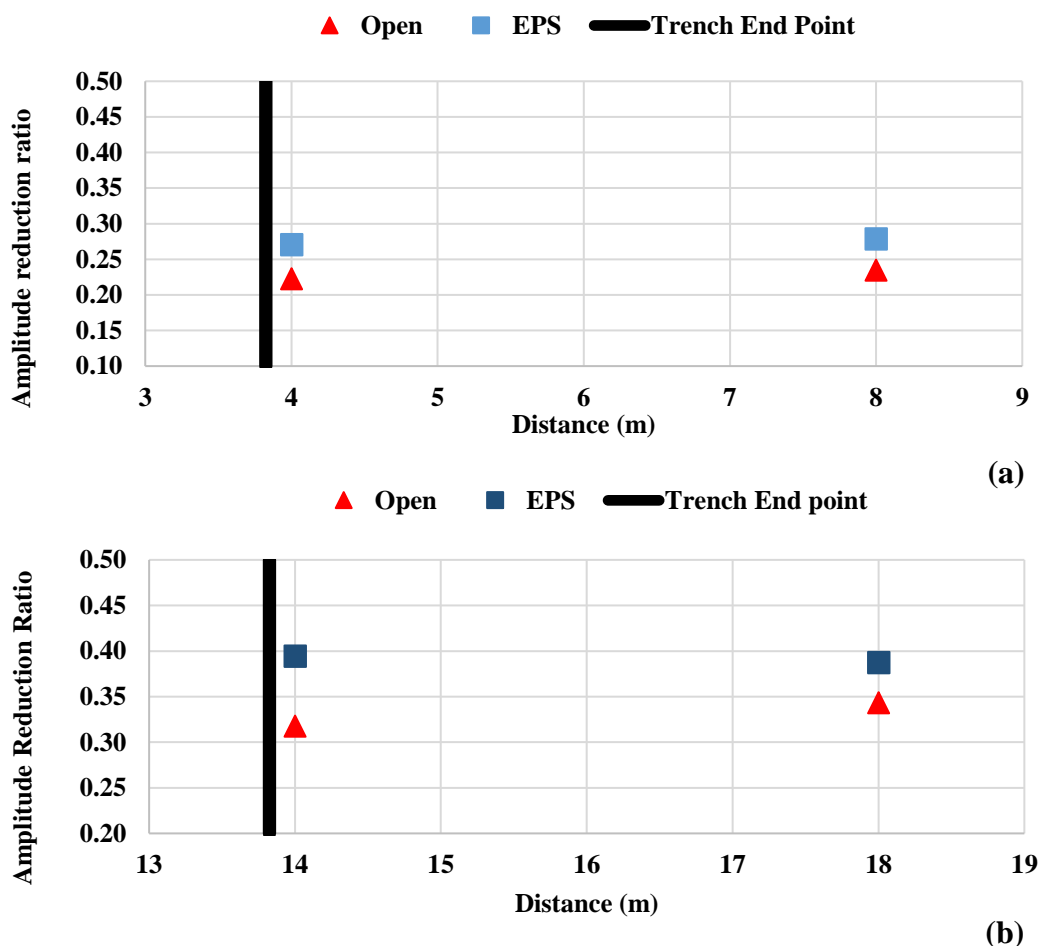 Open EPS Trench End Point
Amplitude reduction ratio
0.50
0.45
0.40
0.35
0.30
0.25
0.20
0.15
0.10
3 4 5 6 7 8 9
Distance (m)
(a)
Open EPS Trench End point
Amplitude Reduction Ratio
0.50
0.45
0.40
0.35
0.30
0.25
0.20
13 14 15 16 17 18 19
Distance (m)
(b)